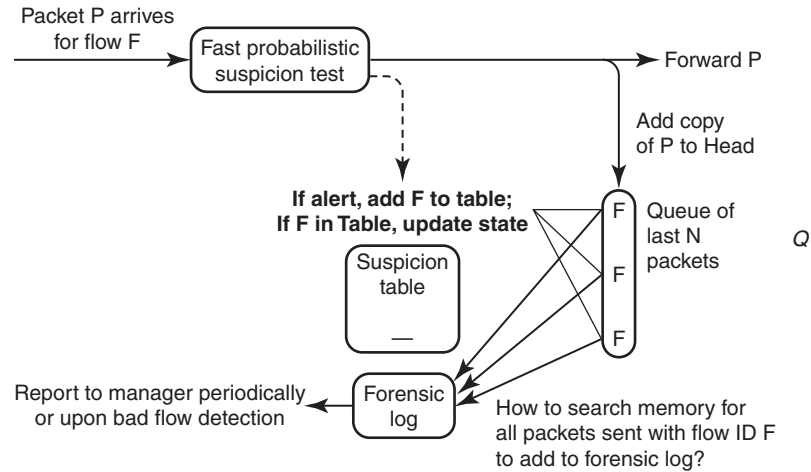 Packet P arrives
for flow F
Fast probabilistic
suspicion test
Forward P
Add copy
of P to Head
If alert, add F to table;
If F in Table, update state
F
Queue of
last N
packets
Q
F
F
Suspicion
table
Report to manager periodically
or upon bad flow detection
Forensic
log
How to search memory for
all packets sent with flow ID F
to add to forensic log?